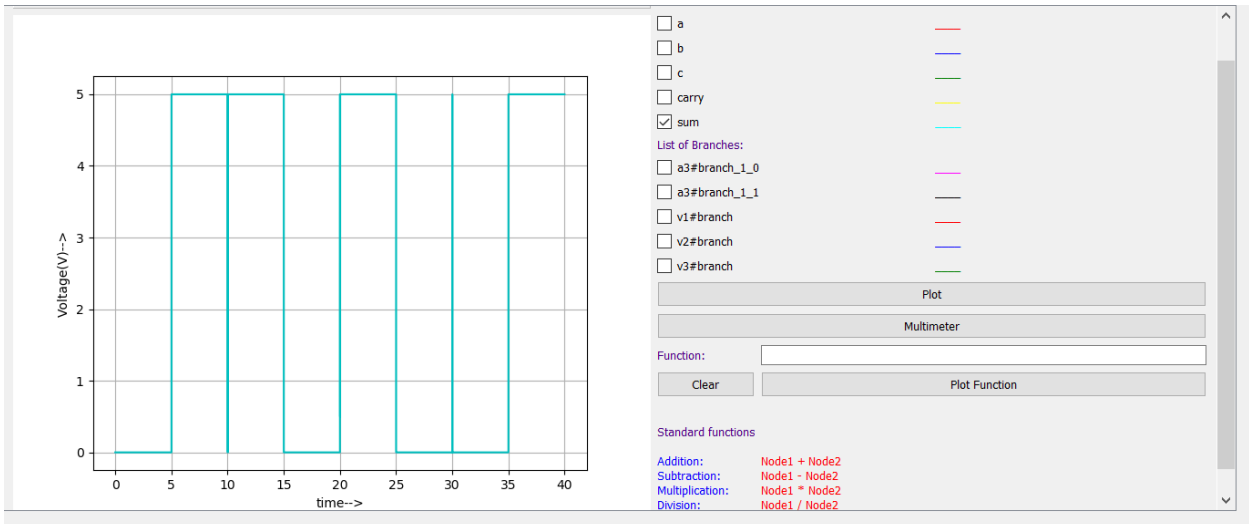 5
4
3
2
1
0
Voltage(V)-->
0 5 10 15 20 25 30 35 40
time-->
a
b
c
carry
sum
List of Branches:
a3#branch_1_0
a3#branch_1_1
v1#branch
v2#branch
v3#branch
Plot
Multimeter
Function:
Clear Plot Function
Standard functions
Addition: Node1 + Node2
Subtraction: Node1 - Node2
Multiplication: Node1 * Node2
Division: Node1 / Node2